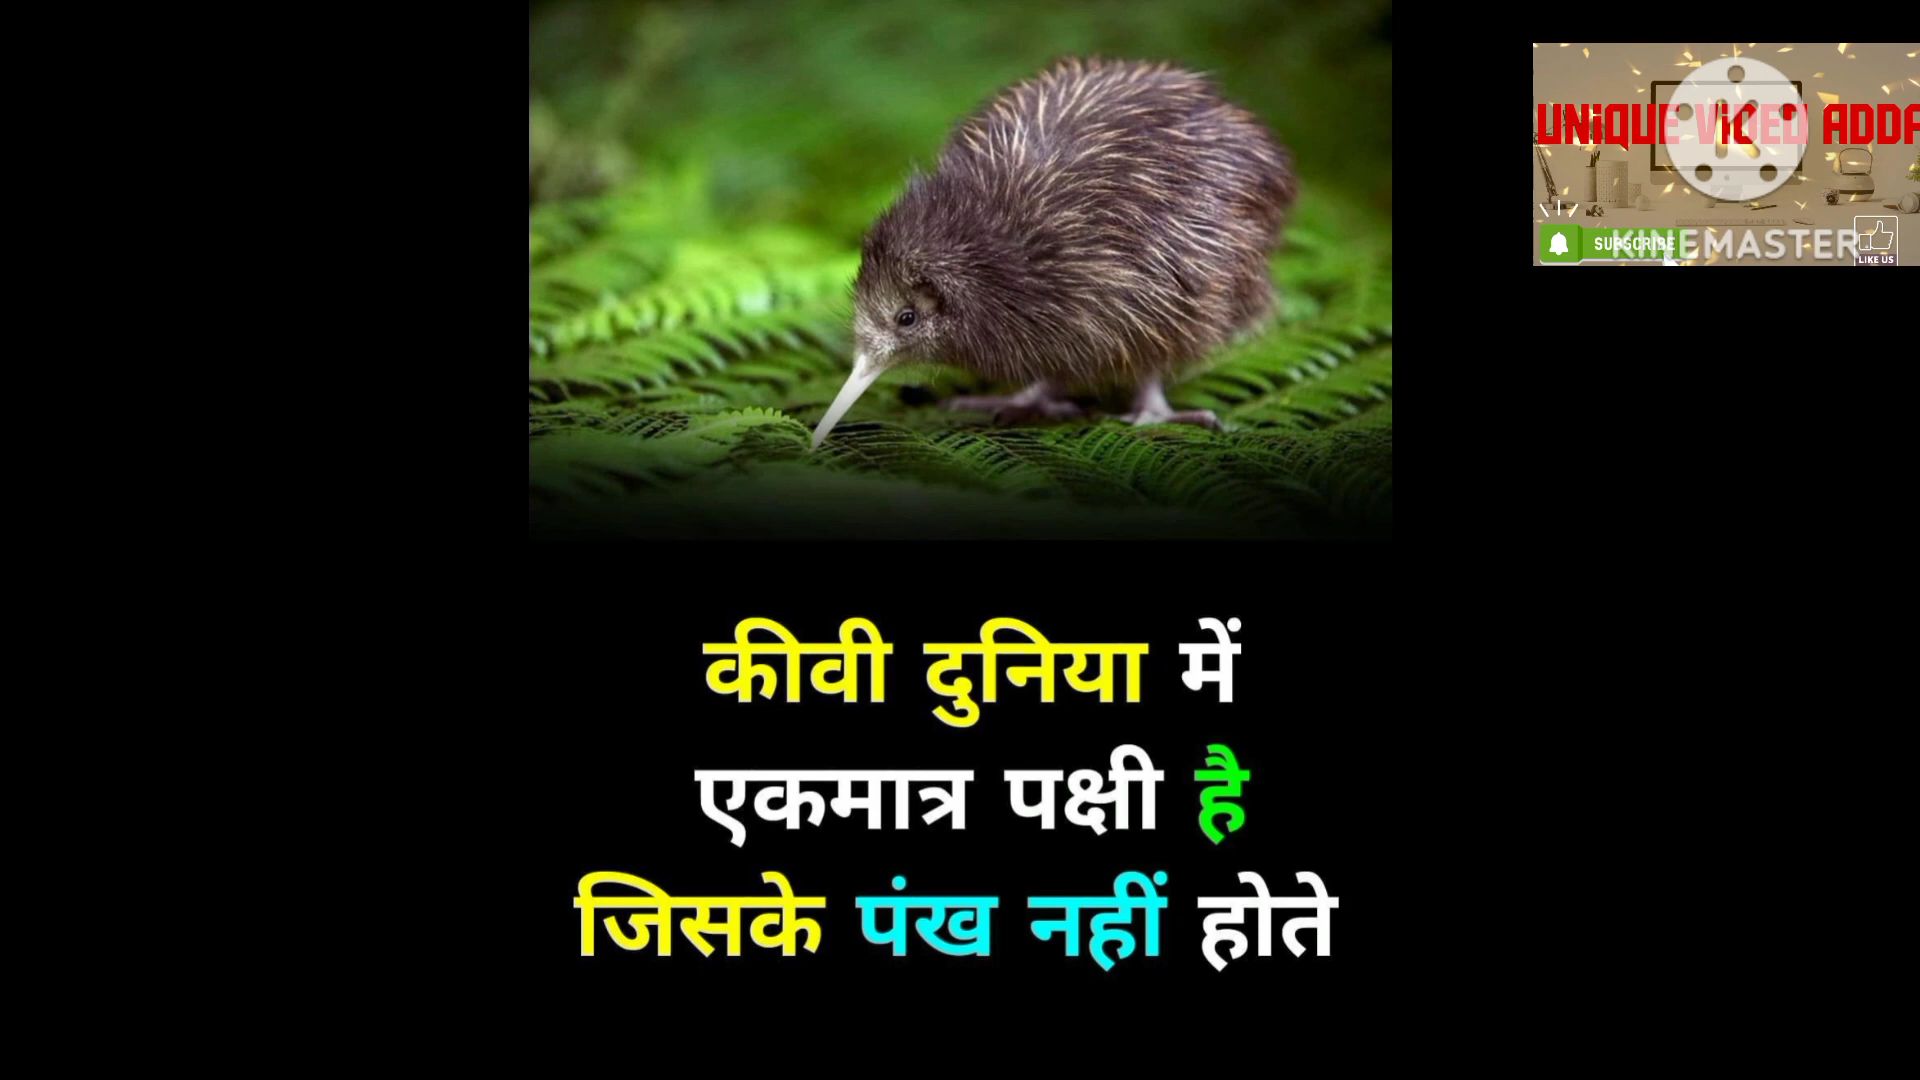 UNIQUE VIDEO ADDA
SUBSCRIBE
KINEMASTER
LIKE US
कीवी दुनिया में
एकमात्र पक्षी है
जिसके पंख नहीं होते